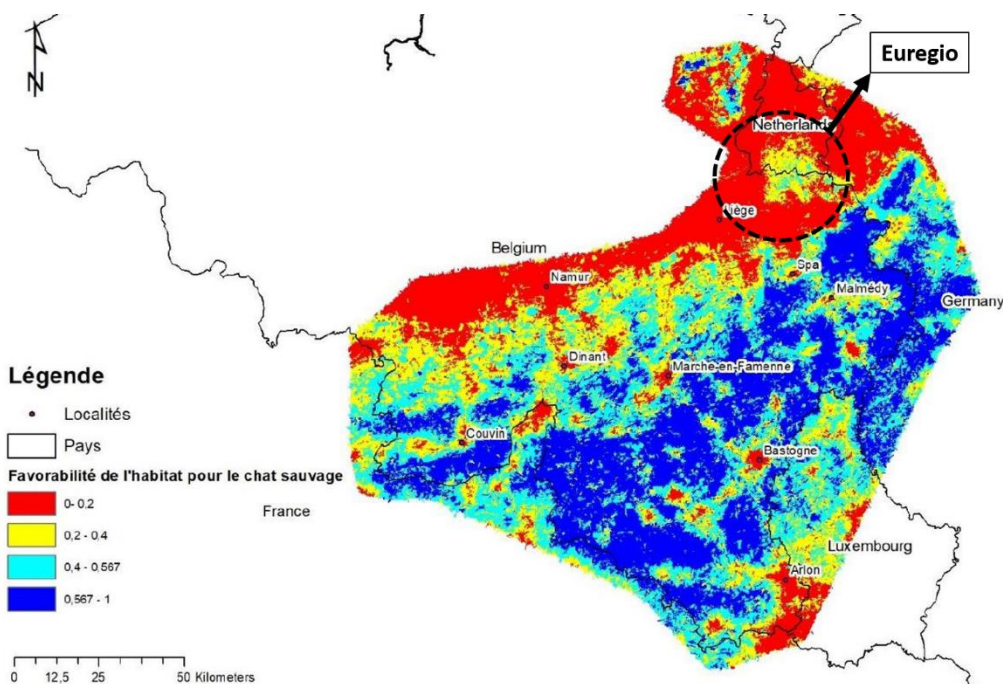 N
Euregio
Netherlands
Liège
Belgium
Spa
Namur
Malmédy
Germany
Dinant
Marche-en-Famenne
Légende
Localités
Pays
Couvin
Bastogne
Favorabilité de l'habitat pour le chat sauvage
0- 0,2
France
0,2 - 0,4
Luxembourg
0,4 - 0,567
Arlon
0,567 - 1
0 12,5 25 50 Kilometers